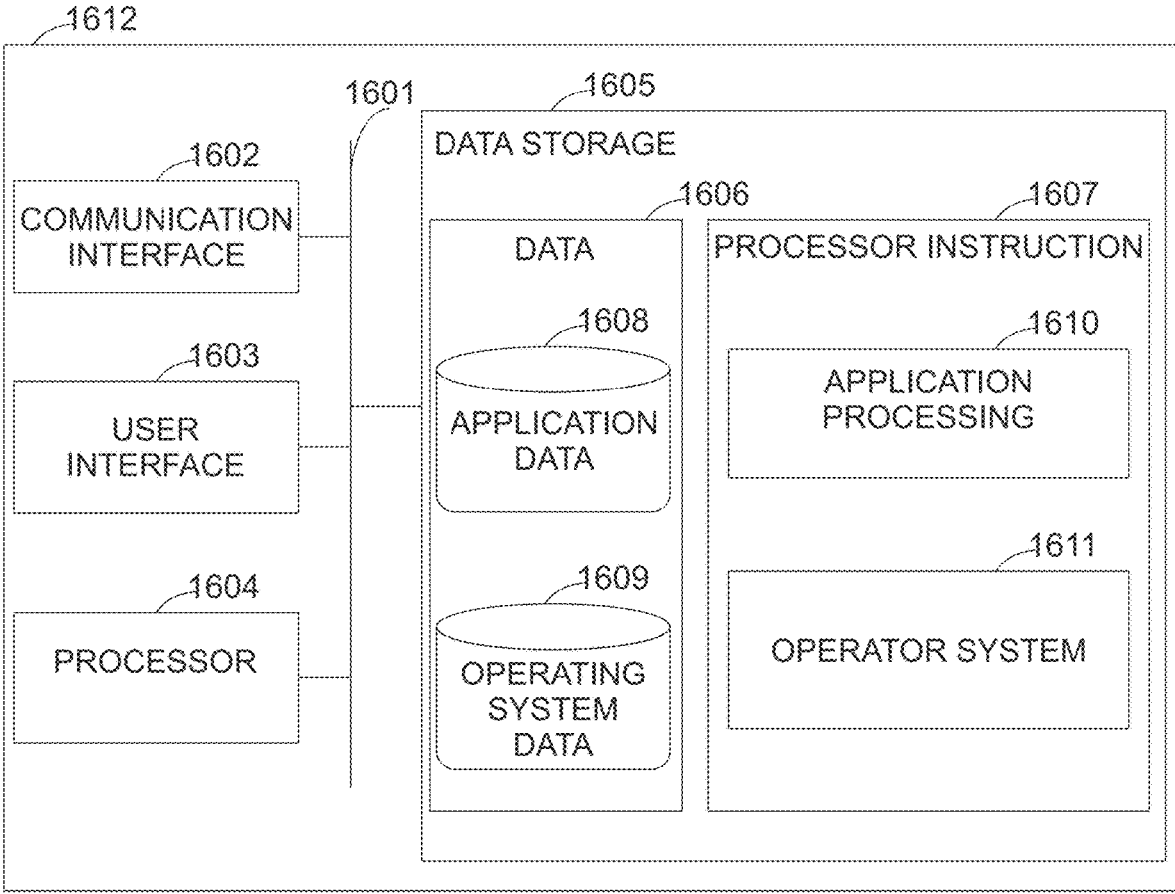 1612
1601
1602
COMMUNICATION
INTERFACE
1603
USER
INTERFACE
1604
PROCESSOR
1605
DATA STORAGE
1606
DATA
1608
APPLICATION
DATA
1609
OPERATING
SYSTEM
DATA
1607
PROCESSOR INSTRUCTION
1610
APPLICATION
PROCESSING
1611
OPERATOR SYSTEM